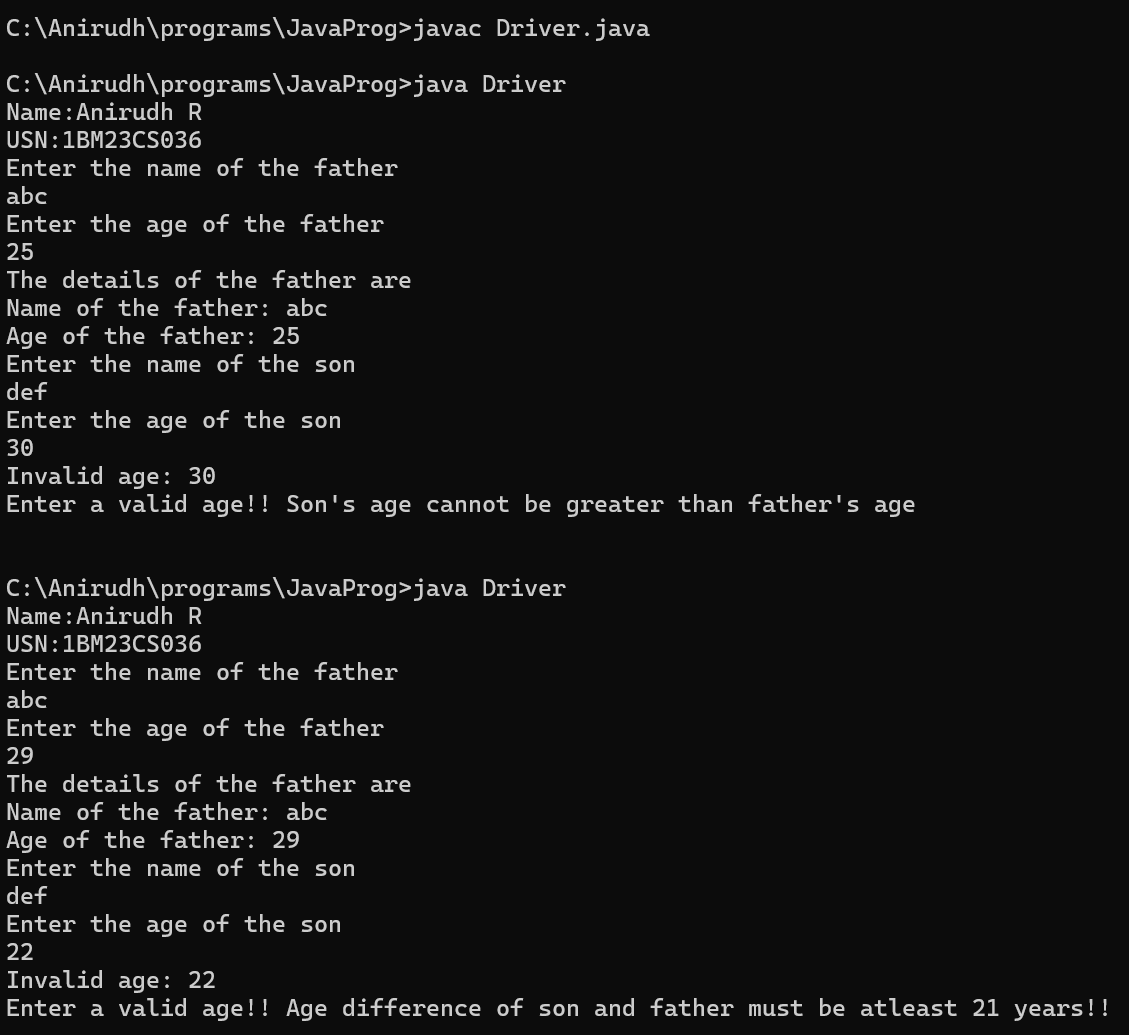 C:\Anirudh\programs\JavaProg>javac Driver.java
C:\Anirudh\programs\JavaProg>java Driver
Name:Anirudh R
USN:1BM23CS036
Enter the name of the father
abc
Enter the age of the father
25
The details of the father are
Name of the father: abc
Age of the father: 25
Enter the name of the son
def
Enter the age of the son
30
Invalid age: 30
Enter a valid age!! Son's age cannot be greater than father's age
C:\Anirudh\programs\JavaProg>java Driver
Name:Anirudh R
USN:1BM23CS036
Enter the name of the father
abc
Enter the age of the father
29
The details of the father are
Name of the father: abc
Age of the father: 29
Enter the name of the son
def
Enter the age of the son
22
Invalid age: 22
Enter a valid age!! Age difference of son and father must be atleast 21 years!!